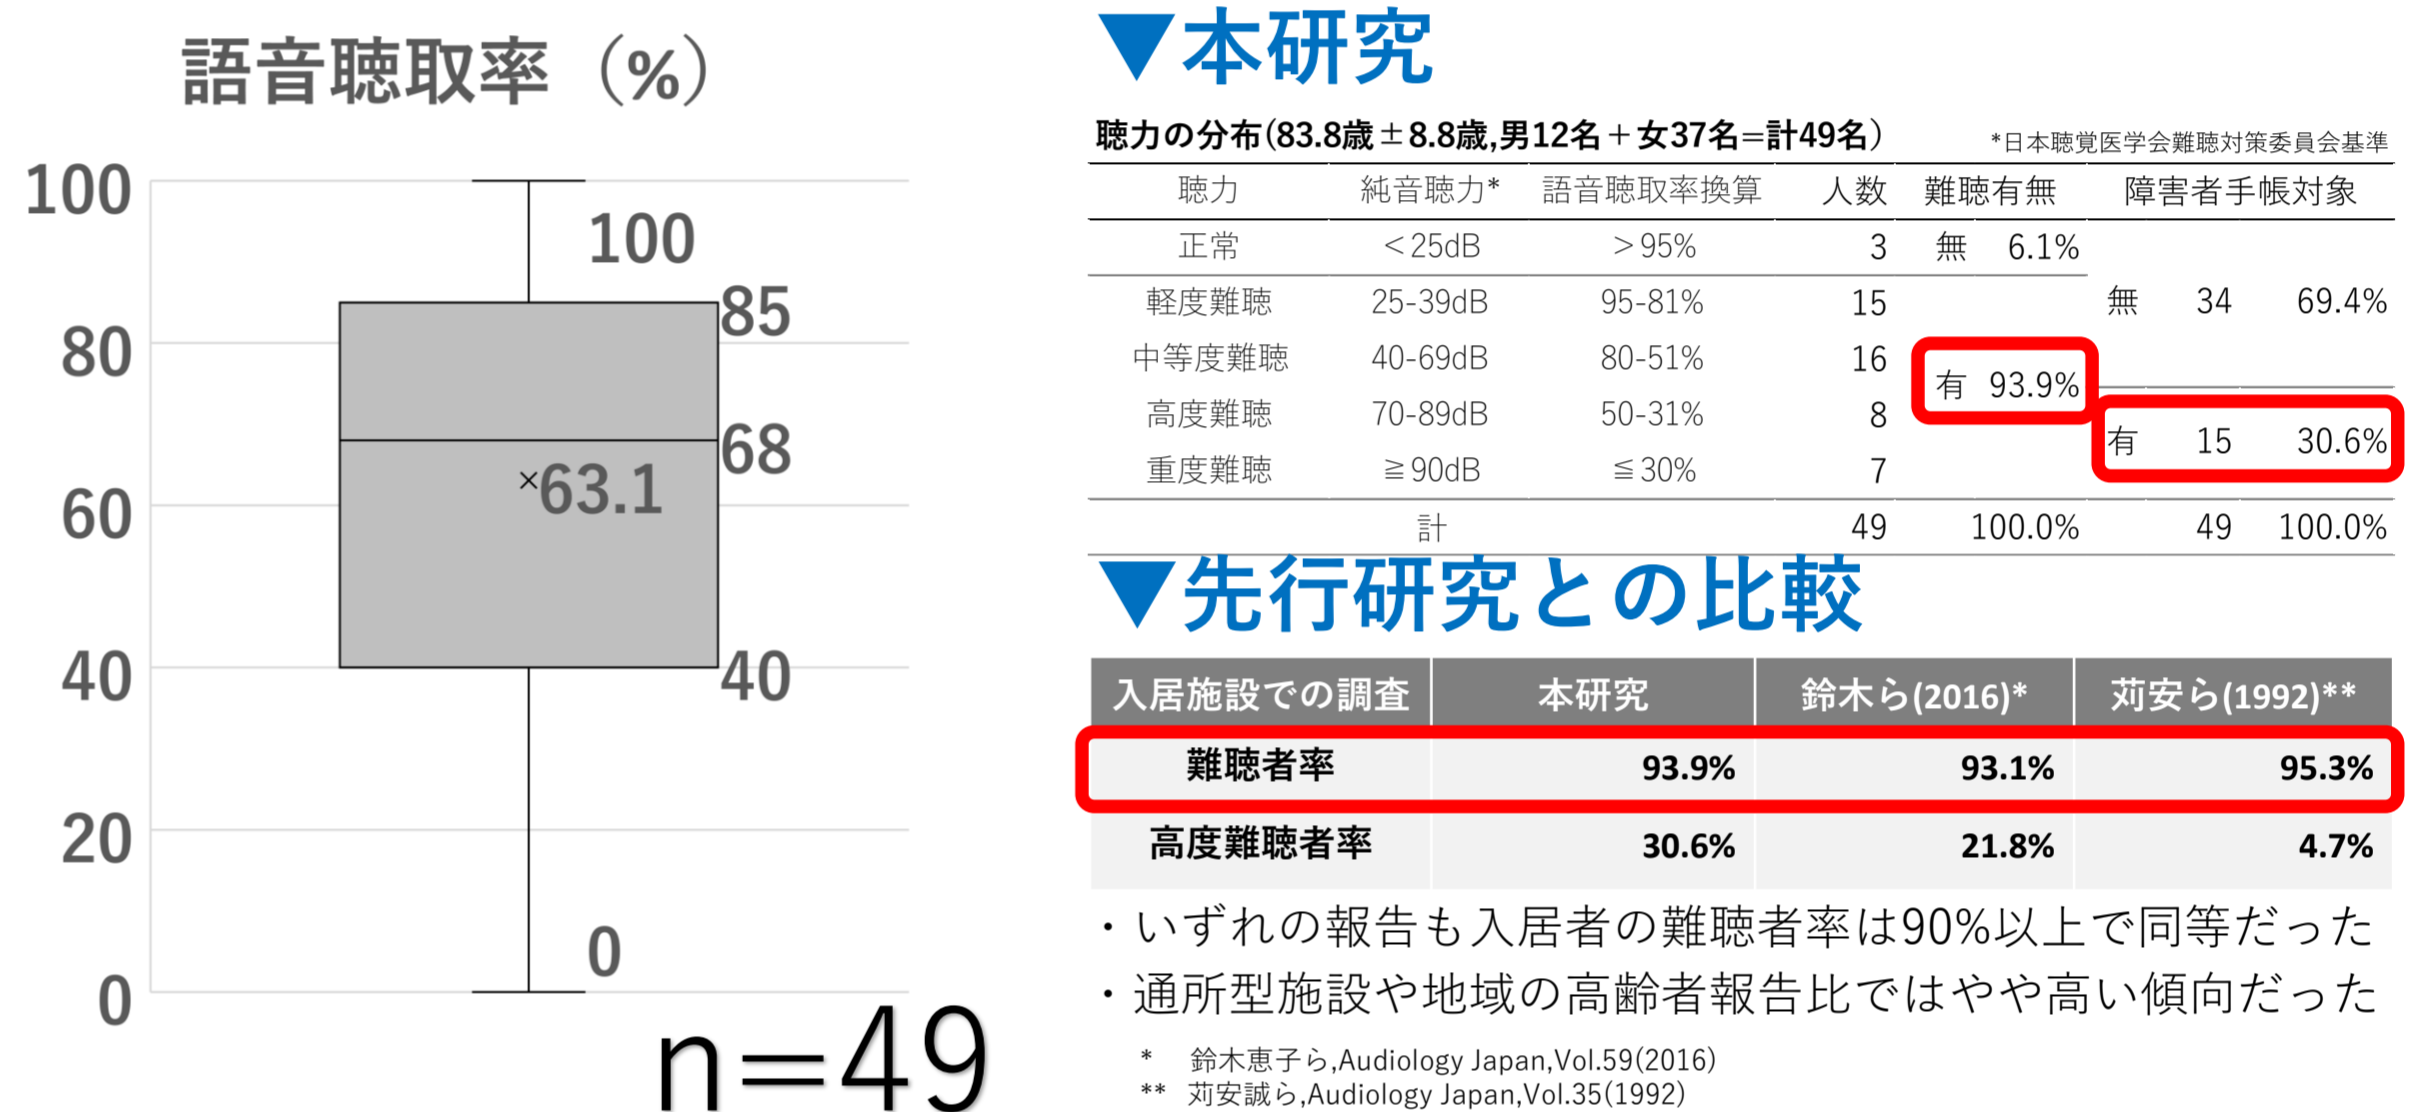 語音聴取率（%）
100
80
60
40
20
0
100
85
68
×63.1
40
0
n=49
▼本研究
聴力の分布(83.8歳±8.8歳,男12名＋女37名=計49名）
*日本聴覚医学会難聴対策委員会基準
聴力 純音聴力* 語音聴取率換算 人数 難聴有無 障害者手帳対象
正常 ＜25dB ＞95% 3 無 6.1%
軽度難聴 25-39dB 95-81% 15 無 34 69.4%
中等度難聴 40-69dB 80-51% 16
有 93.9%
高度難聴 70-89dB 50-31% 8
有 15 30.6%
重度難聴 ≧90dB ≦30% 7
計 49 100.0% 49 100.0%
▼先行研究との比較
入居施設での調査 本研究 鈴木ら(2016)* 苅安ら(1992)**
難聴者率 93.9% 93.1% 95.3%
高度難聴者率 30.6% 21.8% 4.7%
・いずれの報告も入居者の難聴者率は90%以上で同等だった
・通所型施設や地域の高齢者報告比ではやや高い傾向だった
* 鈴木恵子ら,Audiology Japan,Vol.59(2016)
** 苅安誠ら,Audiology Japan,Vol.35(1992)